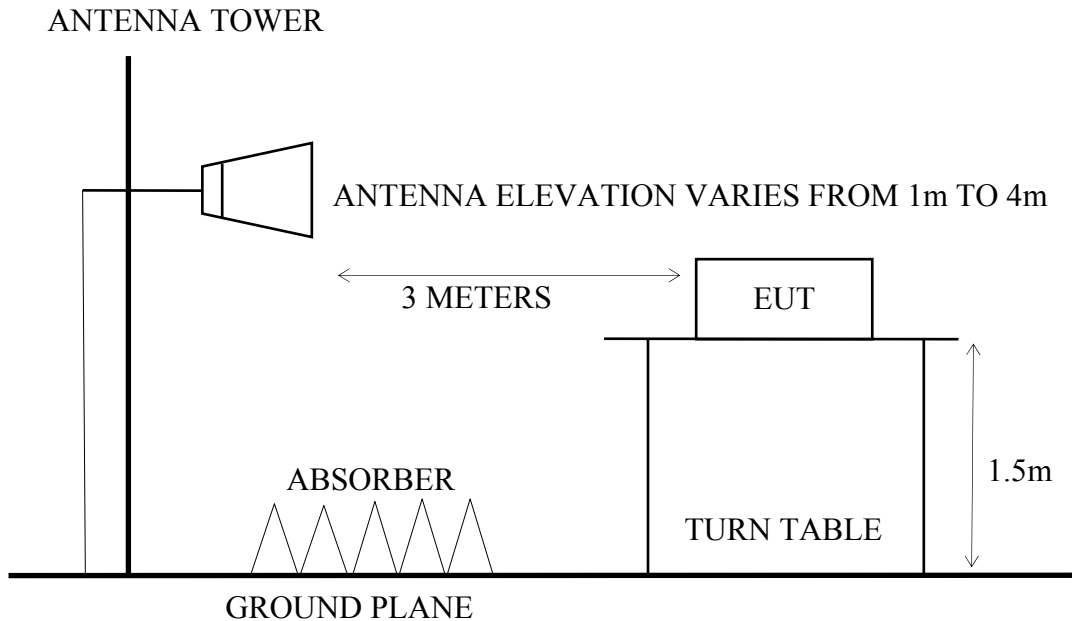 ANTENNA TOWER
ANTENNA ELEVATION VARIES FROM 1m TO 4m
3 METERS
EUT
ABSORBER
1.5m
TURN TABLE
GROUND PLANE